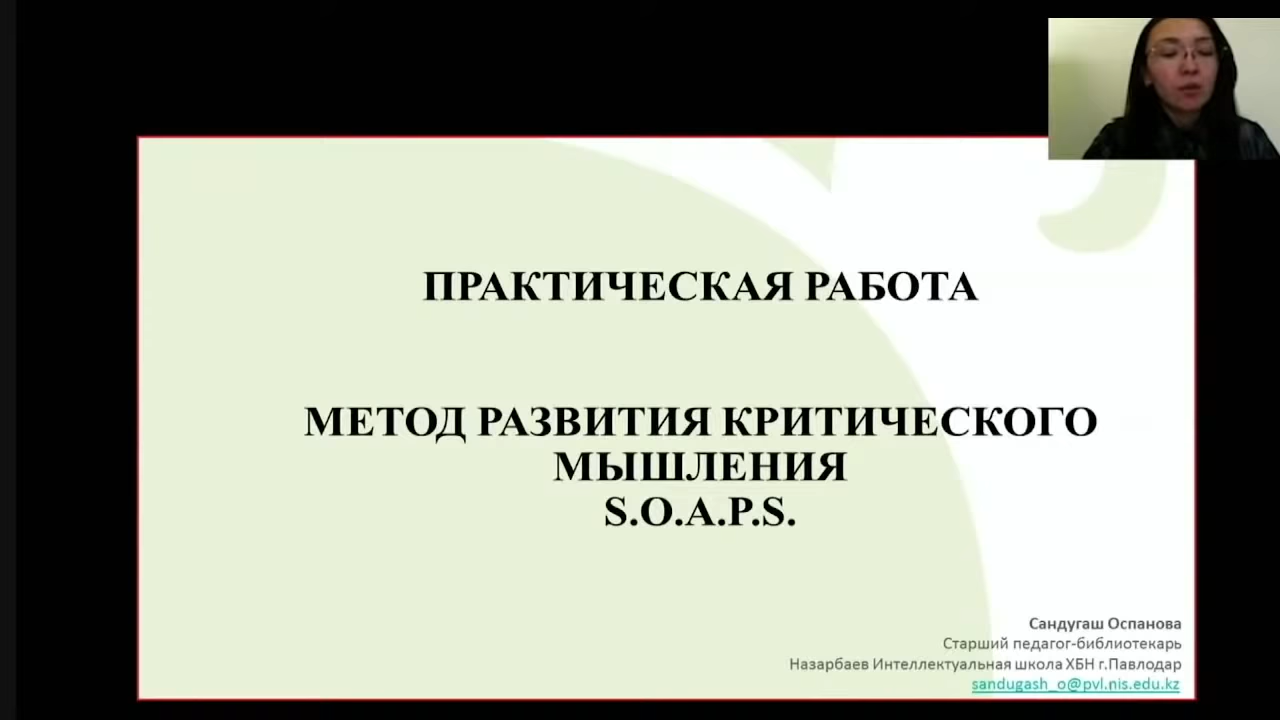 ПРАКТИЧЕСКАЯ РАБОТА
МЕТОД РАЗВИТИЯ КРИТИЧЕСКОГО
МЫШЛЕНИЯ
S.O.A.P.S.
Сандугаш Оспанова
Старший педагог-библиотекарь
Назарбаев Интеллектуальная школа ХБН г.Павлодар
sandugash_o@pvl.nis.edu.kz